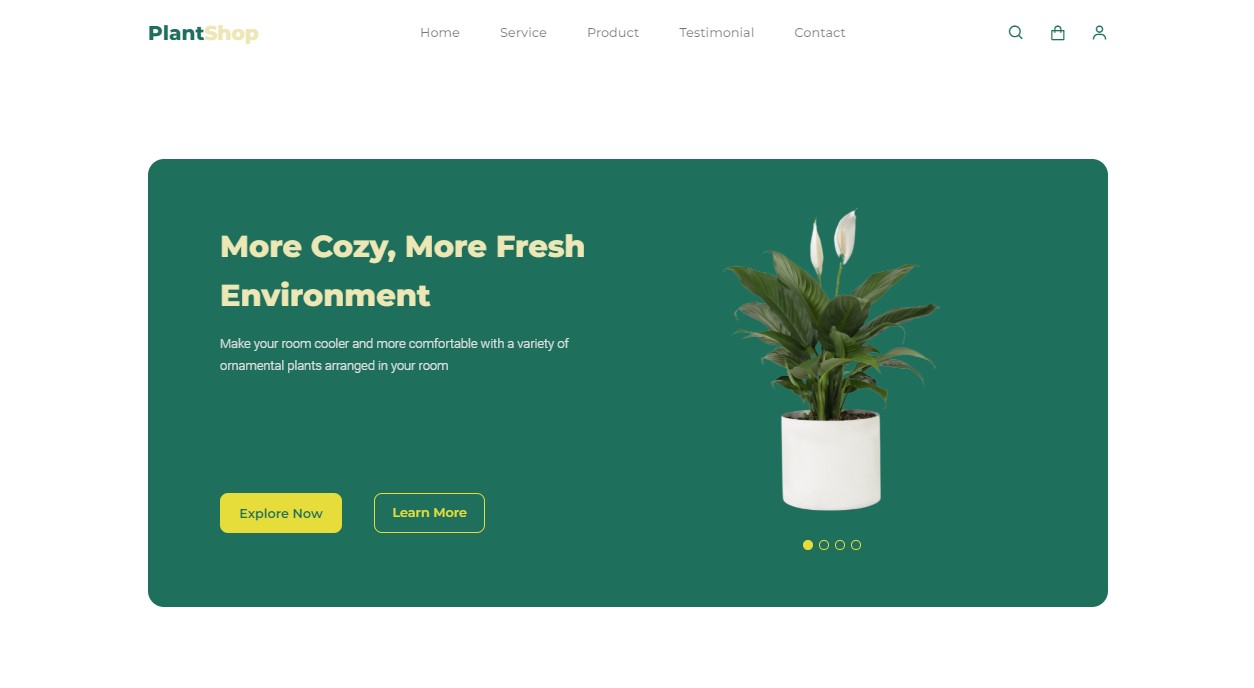 PlantShop
Home Service Product Testimonial Contact
More Cozy, More Fresh
Environment
Make your room cooler and more comfortable with a variety of
ornamental plants arranged in your room
Explore Now
Learn More